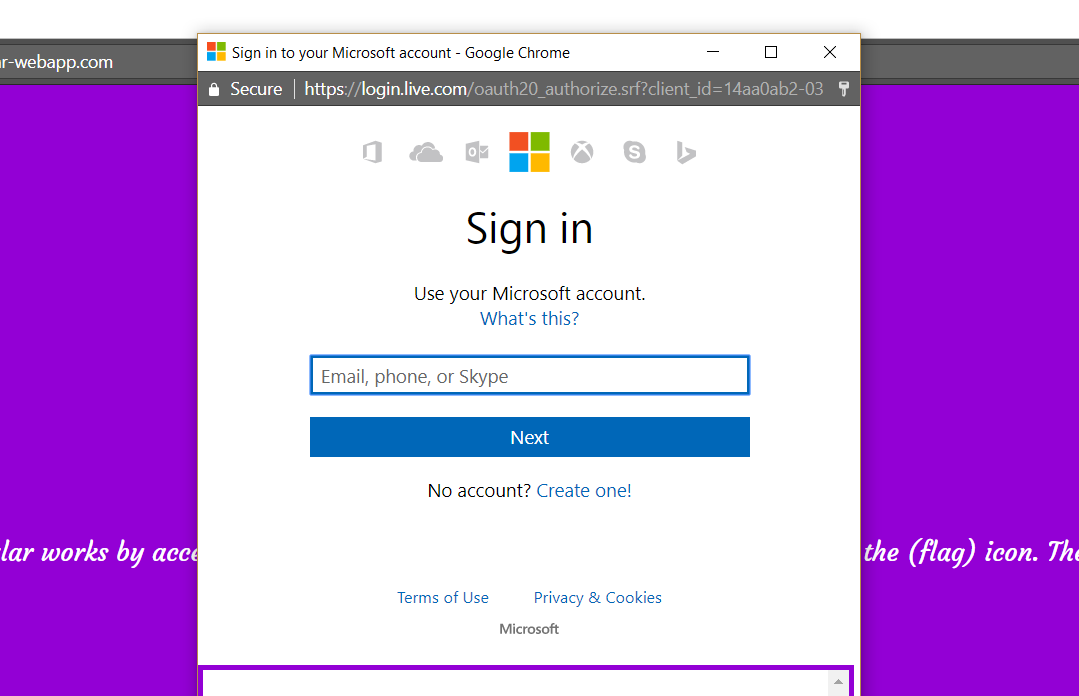 Sign in to your Microsoft account - Google Chrome
r-webapp.com
Secure https://login.live.com/oauth20_authorize.srf?client_id=14aa0ab2-03
Sign in
Use your Microsoft account.
What's this?
Email, phone, or Skype
Next
No account? Create one!
lar works by acce
the (flag) icon. The
Terms of Use Privacy & Cookies
Microsoft